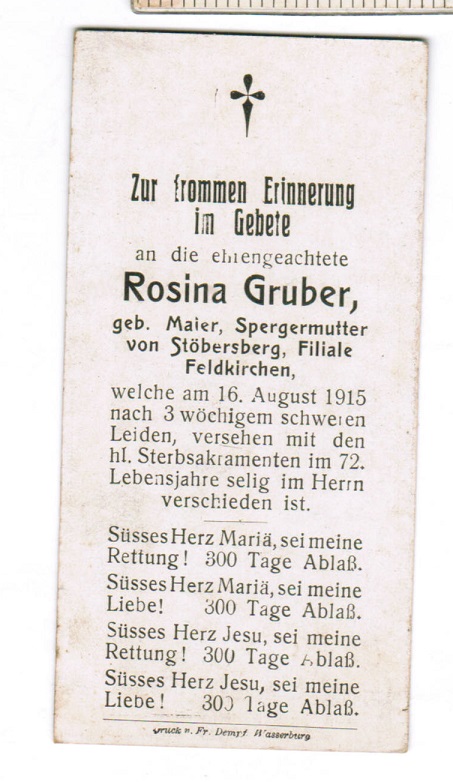 Zur frommen Erinnerung
im Gebete
an die ehrengeachtete
Rosina Gruber,
geb. Maier, Spergermutter
von Stöbersberg, Filiale
Feldkirchen,
welche am 16. August 1915
nach 3 wöchigem schweren
Leiden, versehen mit den
hl. Sterbsakramenten im 72.
Lebensjahre selig im Herrn
verschieden ist.
Süsses Herz Mariä, sei meine
Rettung! 300 Tage Ablaß.
Süsses Herz Mariä, sei meine
Liebe! 300 Tage Ablaß.
Süsses Herz Jesu, sei meine
Rettung! 300 Tage Ablaß.
Süsses Herz Jesu, sei meine
Liebe! 300 Tage Ablaß.
Druck v. Fr. Dempf Wasserburg